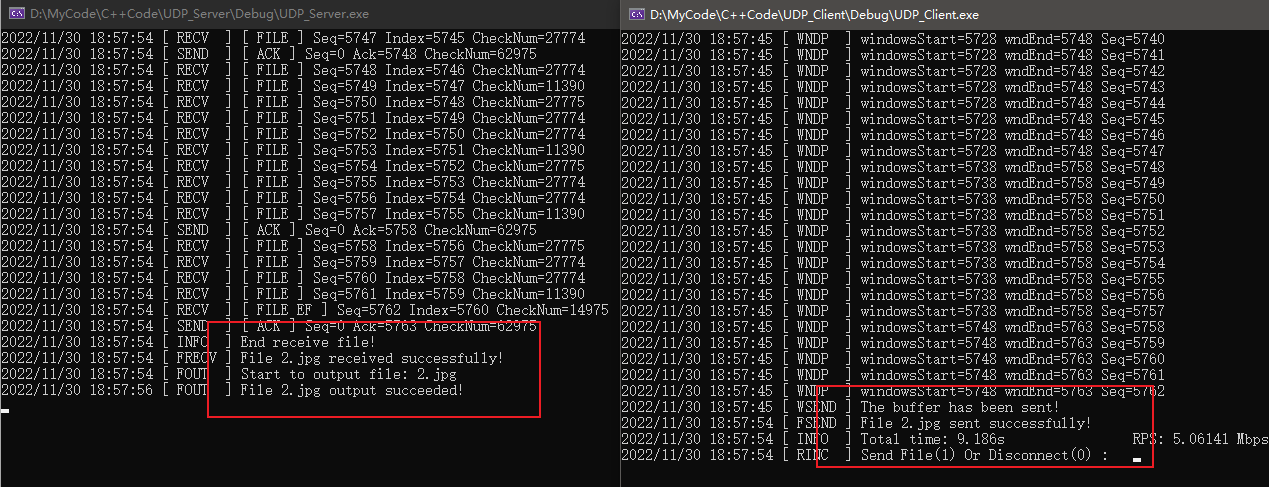 D:\MyCode\C++Code\UDP_Server\Debug\UDP_Server.exe
2022/11/30 18:57:54 [ RECV ] [ FILE ] Seq=5747 Index=5745 CheckNum=27774
2022/11/30 18:57:54 [ SEND ] [ ACK ] Seq=0 Ack=5748 CheckNum=62975
2022/11/30 18:57:54 [ RECV ] [ FILE ] Seq=5748 Index=5746 CheckNum=27774
2022/11/30 18:57:54 [ RECV ] [ FILE ] Seq=5749 Index=5747 CheckNum=11390
2022/11/30 18:57:54 [ RECV ] [ FILE ] Seq=5750 Index=5748 CheckNum=27775
2022/11/30 18:57:54 [ RECV ] [ FILE ] Seq=5751 Index=5749 CheckNum=27774
2022/11/30 18:57:54 [ RECV ] [ FILE ] Seq=5752 Index=5750 CheckNum=27774
2022/11/30 18:57:54 [ RECV ] [ FILE ] Seq=5753 Index=5751 CheckNum=11390
2022/11/30 18:57:54 [ RECV ] [ FILE ] Seq=5754 Index=5752 CheckNum=27775
2022/11/30 18:57:54 [ RECV ] [ FILE ] Seq=5755 Index=5753 CheckNum=27774
2022/11/30 18:57:54 [ RECV ] [ FILE ] Seq=5756 Index=5754 CheckNum=27774
2022/11/30 18:57:54 [ RECV ] [ FILE ] Seq=5757 Index=5755 CheckNum=11390
2022/11/30 18:57:54 [ SEND ] [ ACK ] Seq=0 Ack=5758 CheckNum=62975
2022/11/30 18:57:54 [ RECV ] [ FILE ] Seq=5758 Index=5756 CheckNum=27775
2022/11/30 18:57:54 [ RECV ] [ FILE ] Seq=5759 Index=5757 CheckNum=27774
2022/11/30 18:57:54 [ RECV ] [ FILE ] Seq=5760 Index=5758 CheckNum=27774
2022/11/30 18:57:54 [ RECV ] [ FILE ] Seq=5761 Index=5759 CheckNum=11390
2022/11/30 18:57:54 [ RECV ] [ FILE EF ] Seq=5762 Index=5760 CheckNum=14975
2022/11/30 18:57:54 [ SEND ] [ ACK ] Seq=0 Ack=5763 CheckNum=62975
2022/11/30 18:57:54 [ INFO ] End receive file!
2022/11/30 18:57:54 [ FRECV ] File 2.jpg received successfully!
2022/11/30 18:57:54 [ FOUT ] Start to output file: 2.jpg
2022/11/30 18:57:56 [ FOUT ] File 2.jpg output succeeded!
D:\MyCode\C++Code\UDP_Client\Debug\UDP_Client.exe
2022/11/30 18:57:45 [ WNDP ] windowsStart=5728 wndEnd=5748 Seq=5740
2022/11/30 18:57:45 [ WNDP ] windowsStart=5728 wndEnd=5748 Seq=5741
2022/11/30 18:57:45 [ WNDP ] windowsStart=5728 wndEnd=5748 Seq=5742
2022/11/30 18:57:45 [ WNDP ] windowsStart=5728 wndEnd=5748 Seq=5743
2022/11/30 18:57:45 [ WNDP ] windowsStart=5728 wndEnd=5748 Seq=5744
2022/11/30 18:57:45 [ WNDP ] windowsStart=5728 wndEnd=5748 Seq=5745
2022/11/30 18:57:45 [ WNDP ] windowsStart=5728 wndEnd=5748 Seq=5746
2022/11/30 18:57:45 [ WNDP ] windowsStart=5728 wndEnd=5748 Seq=5747
2022/11/30 18:57:45 [ WNDP ] windowsStart=5738 wndEnd=5758 Seq=5748
2022/11/30 18:57:45 [ WNDP ] windowsStart=5738 wndEnd=5758 Seq=5749
2022/11/30 18:57:45 [ WNDP ] windowsStart=5738 wndEnd=5758 Seq=5750
2022/11/30 18:57:45 [ WNDP ] windowsStart=5738 wndEnd=5758 Seq=5751
2022/11/30 18:57:45 [ WNDP ] windowsStart=5738 wndEnd=5758 Seq=5752
2022/11/30 18:57:45 [ WNDP ] windowsStart=5738 wndEnd=5758 Seq=5753
2022/11/30 18:57:45 [ WNDP ] windowsStart=5738 wndEnd=5758 Seq=5754
2022/11/30 18:57:45 [ WNDP ] windowsStart=5738 wndEnd=5758 Seq=5755
2022/11/30 18:57:45 [ WNDP ] windowsStart=5738 wndEnd=5758 Seq=5756
2022/11/30 18:57:45 [ WNDP ] windowsStart=5738 wndEnd=5758 Seq=5757
2022/11/30 18:57:45 [ WNDP ] windowsStart=5748 wndEnd=5763 Seq=5758
2022/11/30 18:57:45 [ WNDP ] windowsStart=5748 wndEnd=5763 Seq=5759
2022/11/30 18:57:45 [ WNDP ] windowsStart=5748 wndEnd=5763 Seq=5760
2022/11/30 18:57:45 [ WNDP ] windowsStart=5748 wndEnd=5763 Seq=5761
2022/11/30 18:57:45 [ WNDP ] windowsStart=5748 wndEnd=5763 Seq=5762
2022/11/30 18:57:45 [ WSEND ] The buffer has been sent!
2022/11/30 18:57:54 [ FSEND ] File 2.jpg sent successfully!
2022/11/30 18:57:54 [ INFO ] Total time: 9.186s RPS: 5.06141 Mbps
2022/11/30 18:57:54 [ RINC ] Send File(1) Or Disconnect(0) :